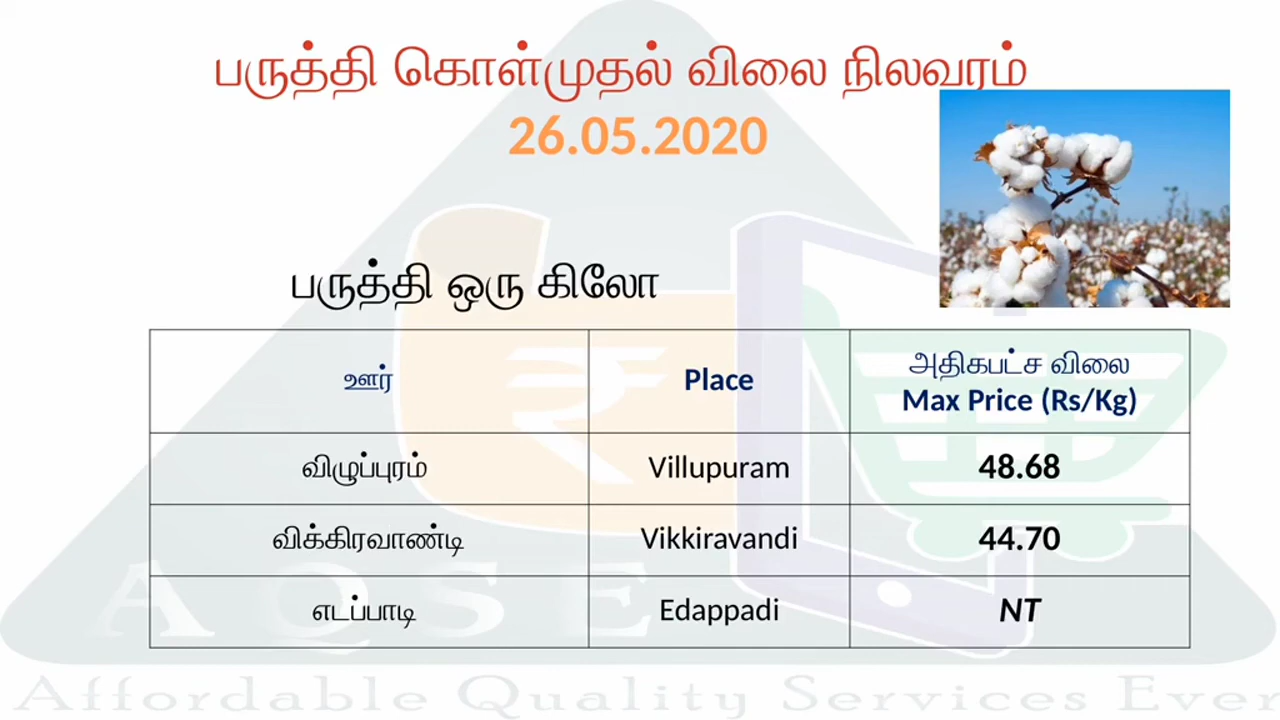 பருத்தி கொள்முதல் விலை நிலவரம்
26.05.2020
பருத்தி ஒரு கிலோ
ஊர் Place அதிகபட்ச விலை
Max Price (Rs/Kg)
விழுப்புரம் Villupuram 48.68
விக்கிரவாண்டி Vikkiravandi 44.70
எடப்பாடி Edappadi NT
AQSE
Affordable Quality Services Ever